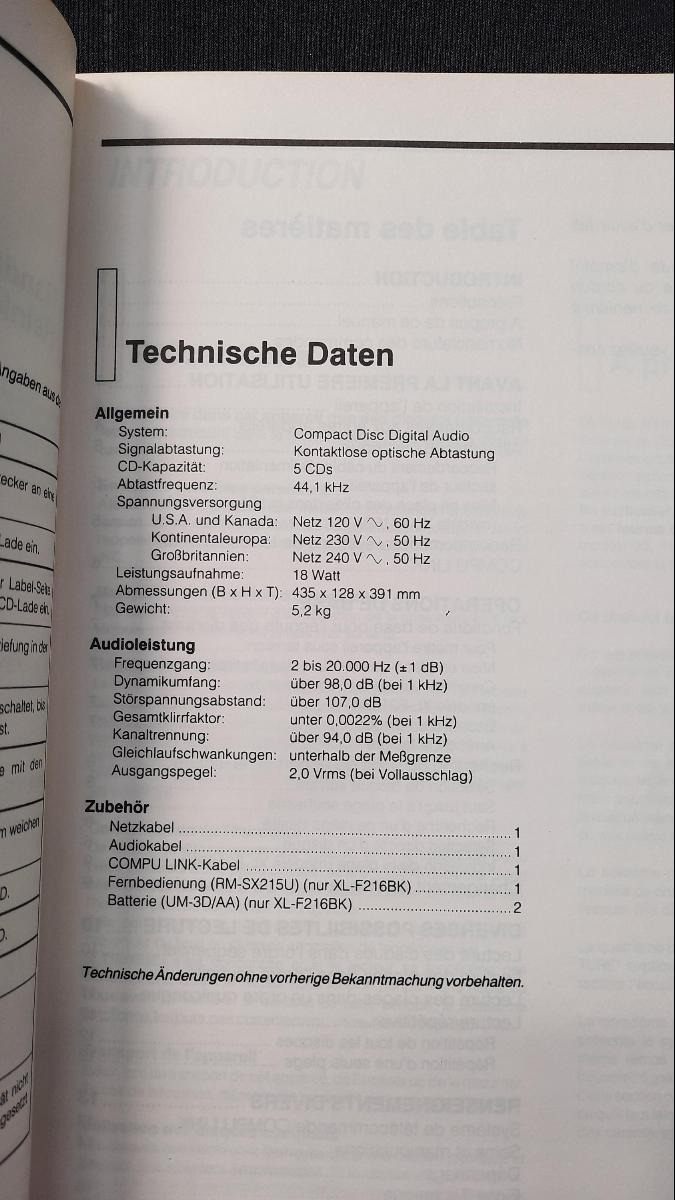 Technische Daten
Allgemein
System: Compact Disc Digital Audio
Signalabtastung: Kontaktlose optische Abtastung
CD-Kapazität: 5 CDs
Abtastfrequenz: 44,1 kHz
Spannungsversorgung
U.S.A. und Kanada: Netz 120 V ∿, 60 Hz
Kontinentaleuropa: Netz 230 V ∿, 50 Hz
Großbritannien: Netz 240 V ∿, 50 Hz
Leistungsaufnahme: 18 Watt
Abmessungen (B x H x T): 435 x 128 x 391 mm
Gewicht: 5,2 kg
Audioleistung
Frequenzgang: 2 bis 20.000 Hz (±1 dB)
Dynamikumfang: über 98,0 dB (bei 1 kHz)
Störspannungsabstand: über 107,0 dB
Gesamtklirrfaktor: unter 0,0022% (bei 1 kHz)
Kanaltrennung: über 94,0 dB (bei 1 kHz)
Gleichlaufschwankungen: unterhalb der Meßgrenze
Ausgangspegel: 2,0 Vrms (bei Vollausschlag)
Zubehör
Netzkabel ........ 1
Audiokabel ........ 1
COMPU LINK-Kabel ........ 1
Fernbedienung (RM-SX215U) (nur XL-F216BK) ........ 1
Batterie (UM-3D/AA) (nur XL-F216BK) ........ 2
Technische Änderungen ohne vorherige Bekanntmachung vorbehalten.